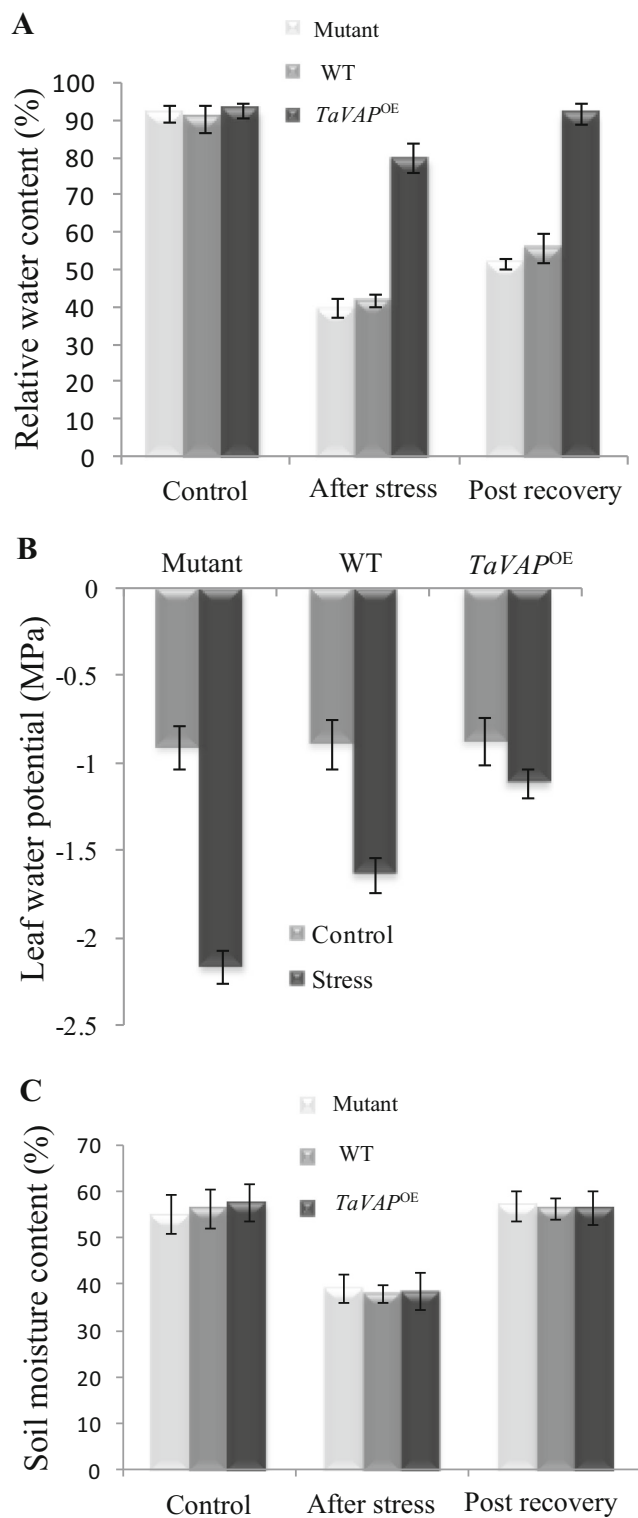 A
Mutant
WT
TaVAPᴼᴱ
Relative water content (%)
100
90
80
70
60
50
40
30
20
10
0
Control After stress Post recovery
B
Mutant WT TaVAPᴼᴱ
Leaf water potential (MPa)
0
-0.5
-1
-1.5
-2
-2.5
Control
Stress
C
Mutant
WT
TaVAPᴼᴱ
Soil moisture content (%)
70
60
50
40
30
20
10
0
Control After stress Post recovery